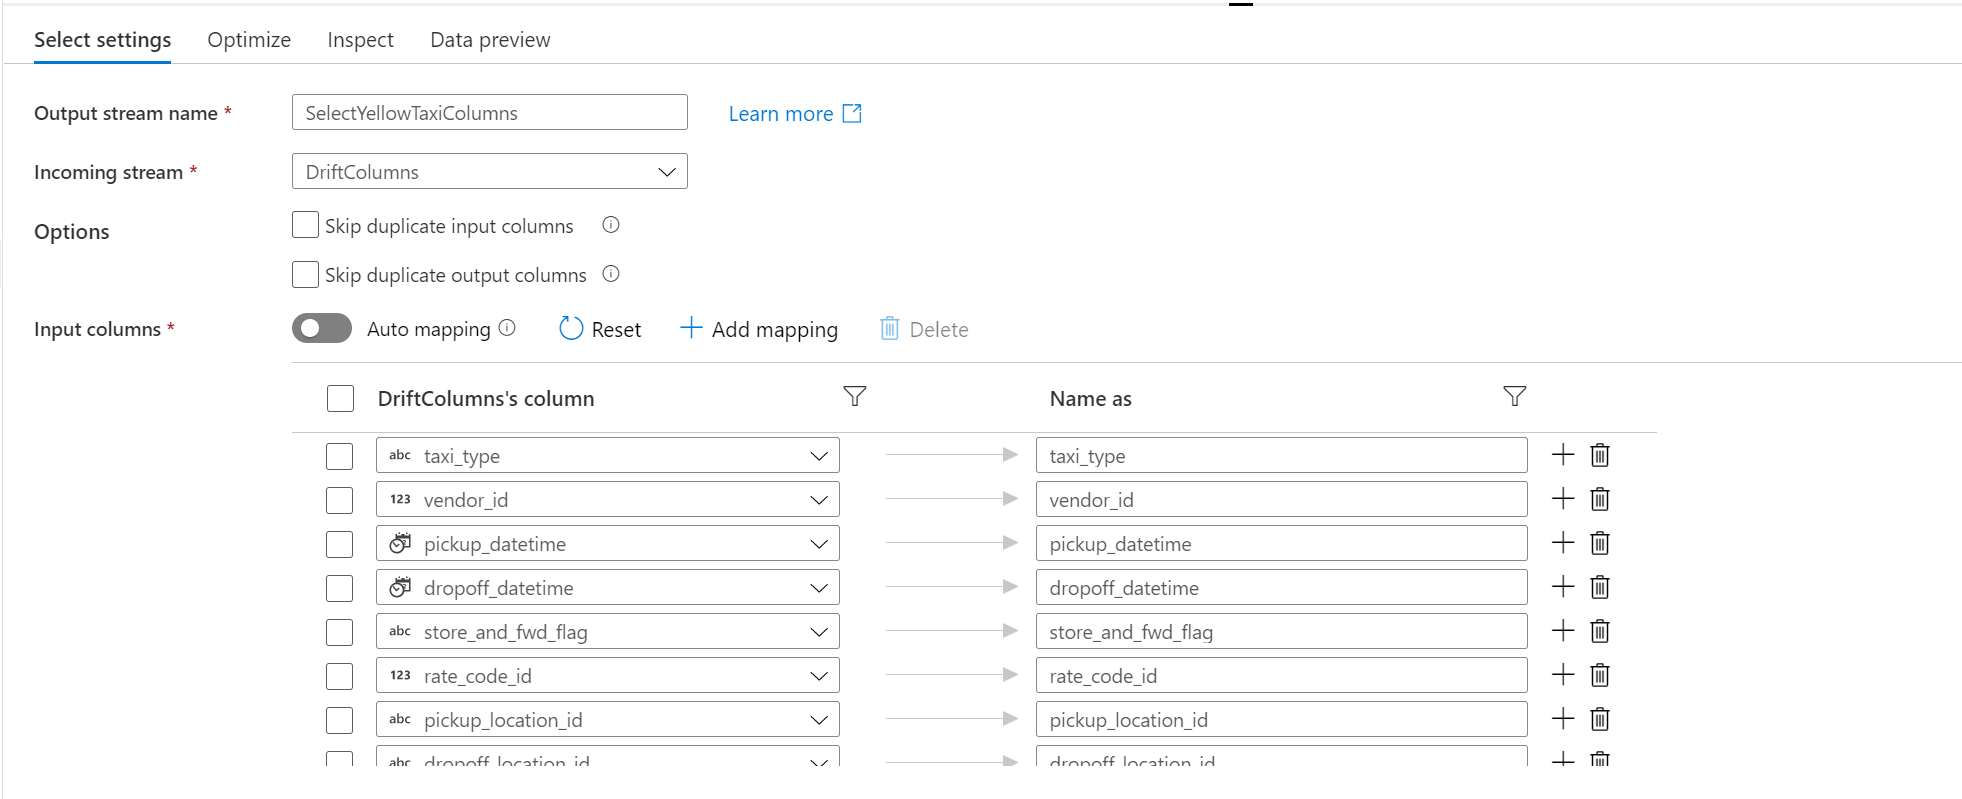 Select settings Optimize Inspect Data preview
Output stream name * SelectYellowTaxiColumns Learn more
Incoming stream * DriftColumns
Options Skip duplicate input columns
Skip duplicate output columns
Input columns * Auto mapping Reset Add mapping Delete
DriftColumns's column Name as
abc taxi_type taxi_type
123 vendor_id vendor_id
pickup_datetime pickup_datetime
dropoff_datetime dropoff_datetime
abc store_and_fwd_flag store_and_fwd_flag
123 rate_code_id rate_code_id
abc pickup_location_id pickup_location_id
abc dropoff_location_id dropoff_location_id